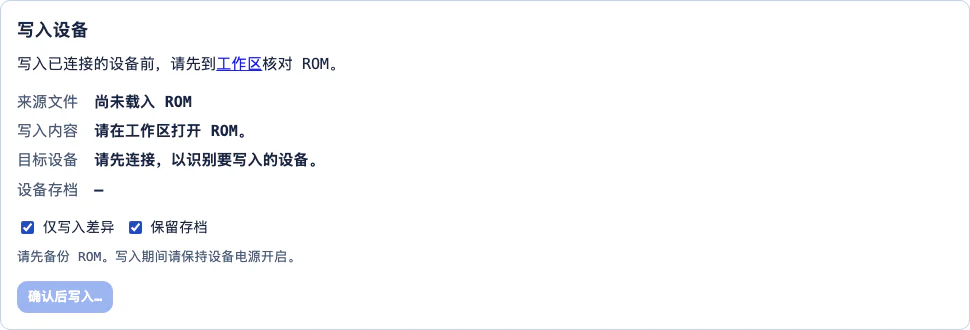 写入设备
写入已连接的设备前，请先到工作区核对 ROM。
来源文件 尚未载入 ROM
写入内容 请在工作区打开 ROM。
目标设备 请先连接，以识别要写入的设备。
设备存档 —
仅写入差异 保留存档
请先备份 ROM。写入期间请保持设备电源开启。
确认后写入…